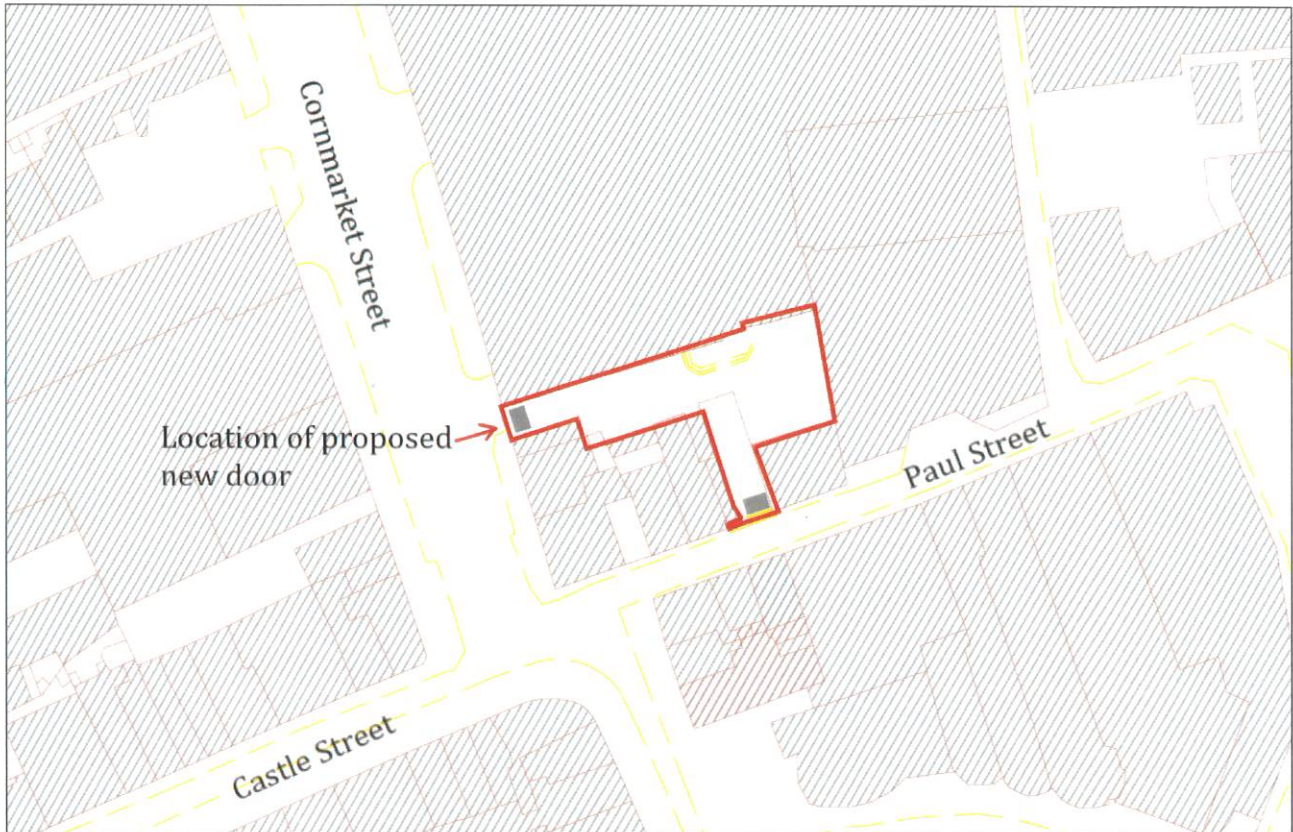 Cornmarket Street
Location of proposed
new door
Paul Street
Castle Street